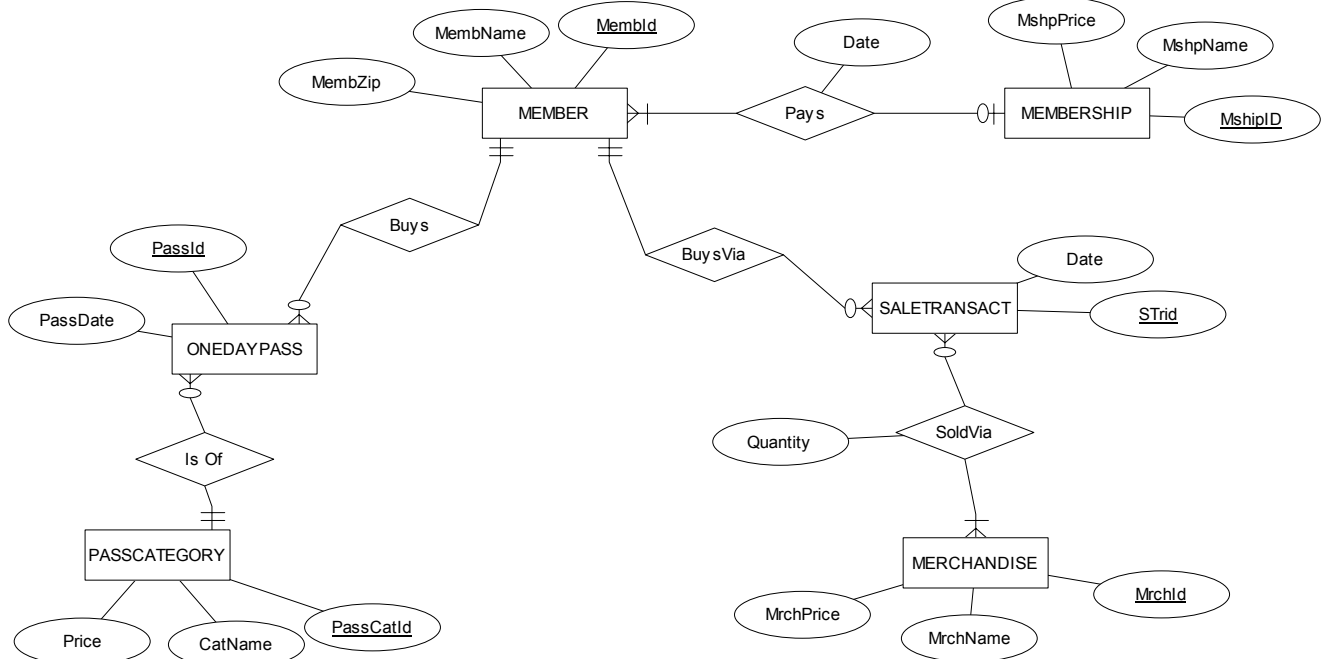 MshpPrice
MembName
MembId
Date
MshpName
MembZip
MEMBER
Pays
MEMBERSHIP
MshipID
Buys
PassId
BuysVia
Date
PassDate
SALETRANSACT
STrid
ONEDAYPASS
Quantity
SoldVia
Is Of
PASSCATEGORY
MERCHANDISE
MrchId
MrchPrice
PassCatId
MrchName
Price
CatName